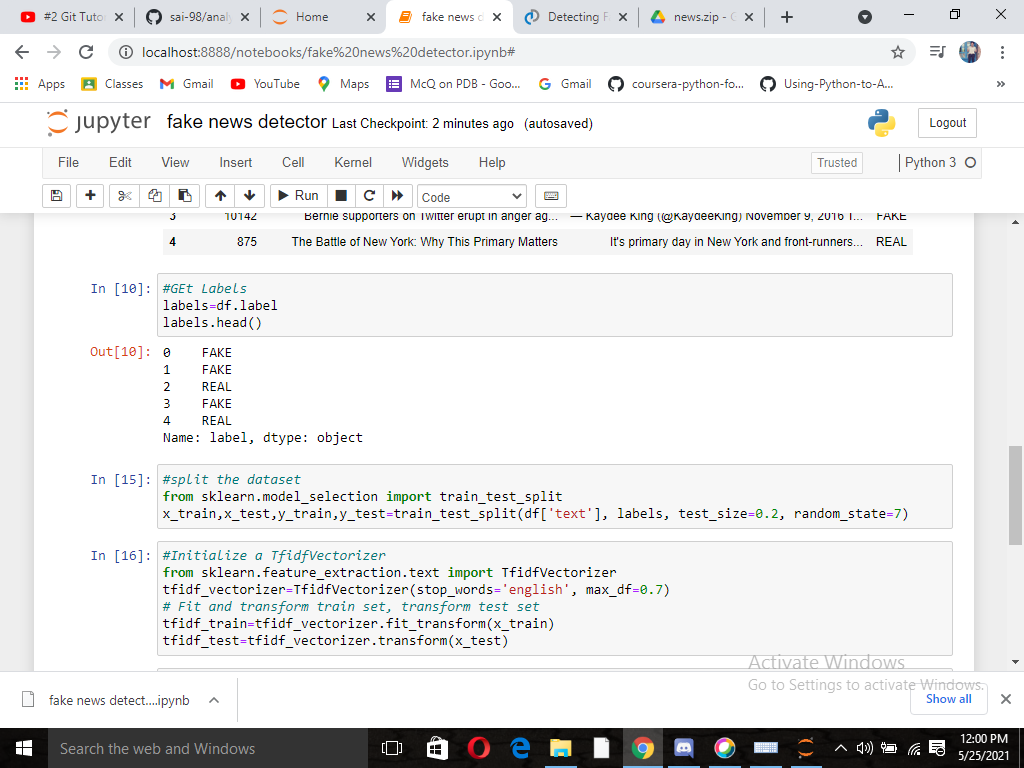 #2 Git Tuto
sai-98/analy
Home
fake news d
Detecting F
news.zip - G
localhost:8888/notebooks/fake%20news%20detector.ipynb#
Apps
Classes
Gmail
YouTube
Maps
McQ on PDB - Goo...
Gmail
coursera-python-fo...
Using-Python-to-A...
»
jupyter fake news detector Last Checkpoint: 2 minutes ago (autosaved)
Logout
File Edit View Insert Cell Kernel Widgets Help
Trusted
Python 3
Run
Code
3 10142 Bernie supporters on Twitter erupt in anger ag... — Kaydee King (@KaydeeKing) November 9, 2016 T... FAKE
4 875 The Battle of New York: Why This Primary Matters It's primary day in New York and front-runners... REAL
In [10]: #GEt Labels
labels=df.label
labels.head()
Out[10]: 0 FAKE
1 FAKE
2 REAL
3 FAKE
4 REAL
Name: label, dtype: object
In [15]: #split the dataset
from sklearn.model_selection import train_test_split
x_train,x_test,y_train,y_test=train_test_split(df['text'], labels, test_size=0.2, random_state=7)
In [16]: #Initialize a TfidfVectorizer
from sklearn.feature_extraction.text import TfidfVectorizer
tfidf_vectorizer=TfidfVectorizer(stop_words='english', max_df=0.7)
# Fit and transform train set, transform test set
tfidf_train=tfidf_vectorizer.fit_transform(x_train)
tfidf_test=tfidf_vectorizer.transform(x_test)
Activate Windows
Go to Settings to activate Windows.
fake news detect....ipynb
Show all
Search the web and Windows
12:00 PM
5/25/2021